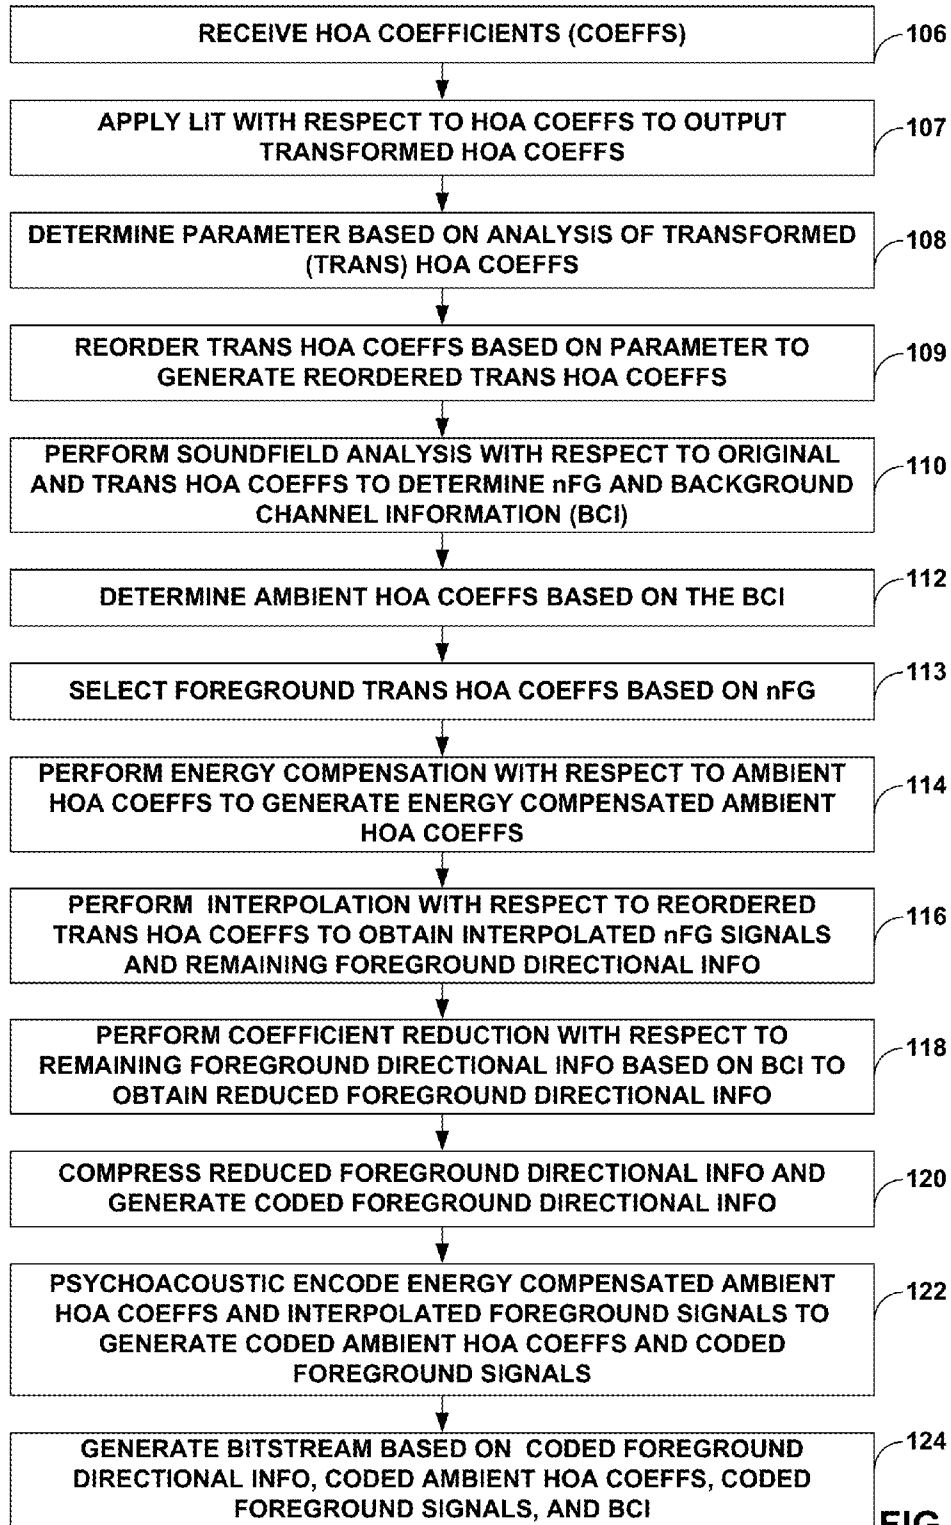 RECEIVE HOA COEFFICIENTS (COEFFS)
106
APPLY LIT WITH RESPECT TO HOA COEFFS TO OUTPUT
TRANSFORMED HOA COEFFS
107
DETERMINE PARAMETER BASED ON ANALYSIS OF TRANSFORMED
(TRANS) HOA COEFFS
108
REORDER TRANS HOA COEFFS BASED ON PARAMETER TO
GENERATE REORDERED TRANS HOA COEFFS
109
PERFORM SOUNDFIELD ANALYSIS WITH RESPECT TO ORIGINAL
AND TRANS HOA COEFFS TO DETERMINE nFG AND BACKGROUND
CHANNEL INFORMATION (BCI)
110
DETERMINE AMBIENT HOA COEFFS BASED ON THE BCI
112
SELECT FOREGROUND TRANS HOA COEFFS BASED ON nFG
113
PERFORM ENERGY COMPENSATION WITH RESPECT TO AMBIENT
HOA COEFFS TO GENERATE ENERGY COMPENSATED AMBIENT
HOA COEFFS
114
PERFORM INTERPOLATION WITH RESPECT TO REORDERED
TRANS HOA COEFFS TO OBTAIN INTERPOLATED nFG SIGNALS
AND REMAINING FOREGROUND DIRECTIONAL INFO
116
PERFORM COEFFICIENT REDUCTION WITH RESPECT TO
REMAINING FOREGROUND DIRECTIONAL INFO BASED ON BCI TO
OBTAIN REDUCED FOREGROUND DIRECTIONAL INFO
118
COMPRESS REDUCED FOREGROUND DIRECTIONAL INFO AND
GENERATE CODED FOREGROUND DIRECTIONAL INFO
120
PSYCHOACOUSTIC ENCODE ENERGY COMPENSATED AMBIENT
HOA COEFFS AND INTERPOLATED FOREGROUND SIGNALS TO
GENERATE CODED AMBIENT HOA COEFFS AND CODED
FOREGROUND SIGNALS
122
GENERATE BITSTREAM BASED ON CODED FOREGROUND
DIRECTIONAL INFO, CODED AMBIENT HOA COEFFS, CODED
FOREGROUND SIGNALS, AND BCI
124
FIG